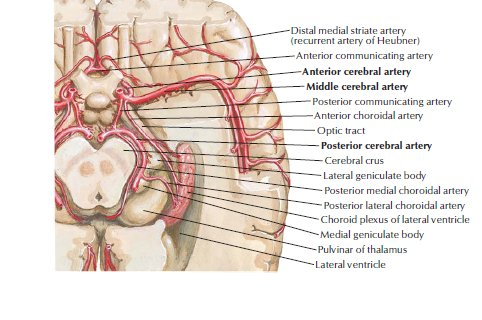 Distal medial striate artery
(recurrent artery of Heubner)
Anterior communicating artery
Anterior cerebral artery
Middle cerebral artery
Posterior communicating artery
Anterior choroidal artery
Optic tract
Posterior cerebral artery
Cerebral crus
Lateral geniculate body
Posterior medial choroidal artery
Posterior lateral choroidal artery
Choroid plexus of lateral ventricle
Medial geniculate body
Pulvinar of thalamus
Lateral ventricle